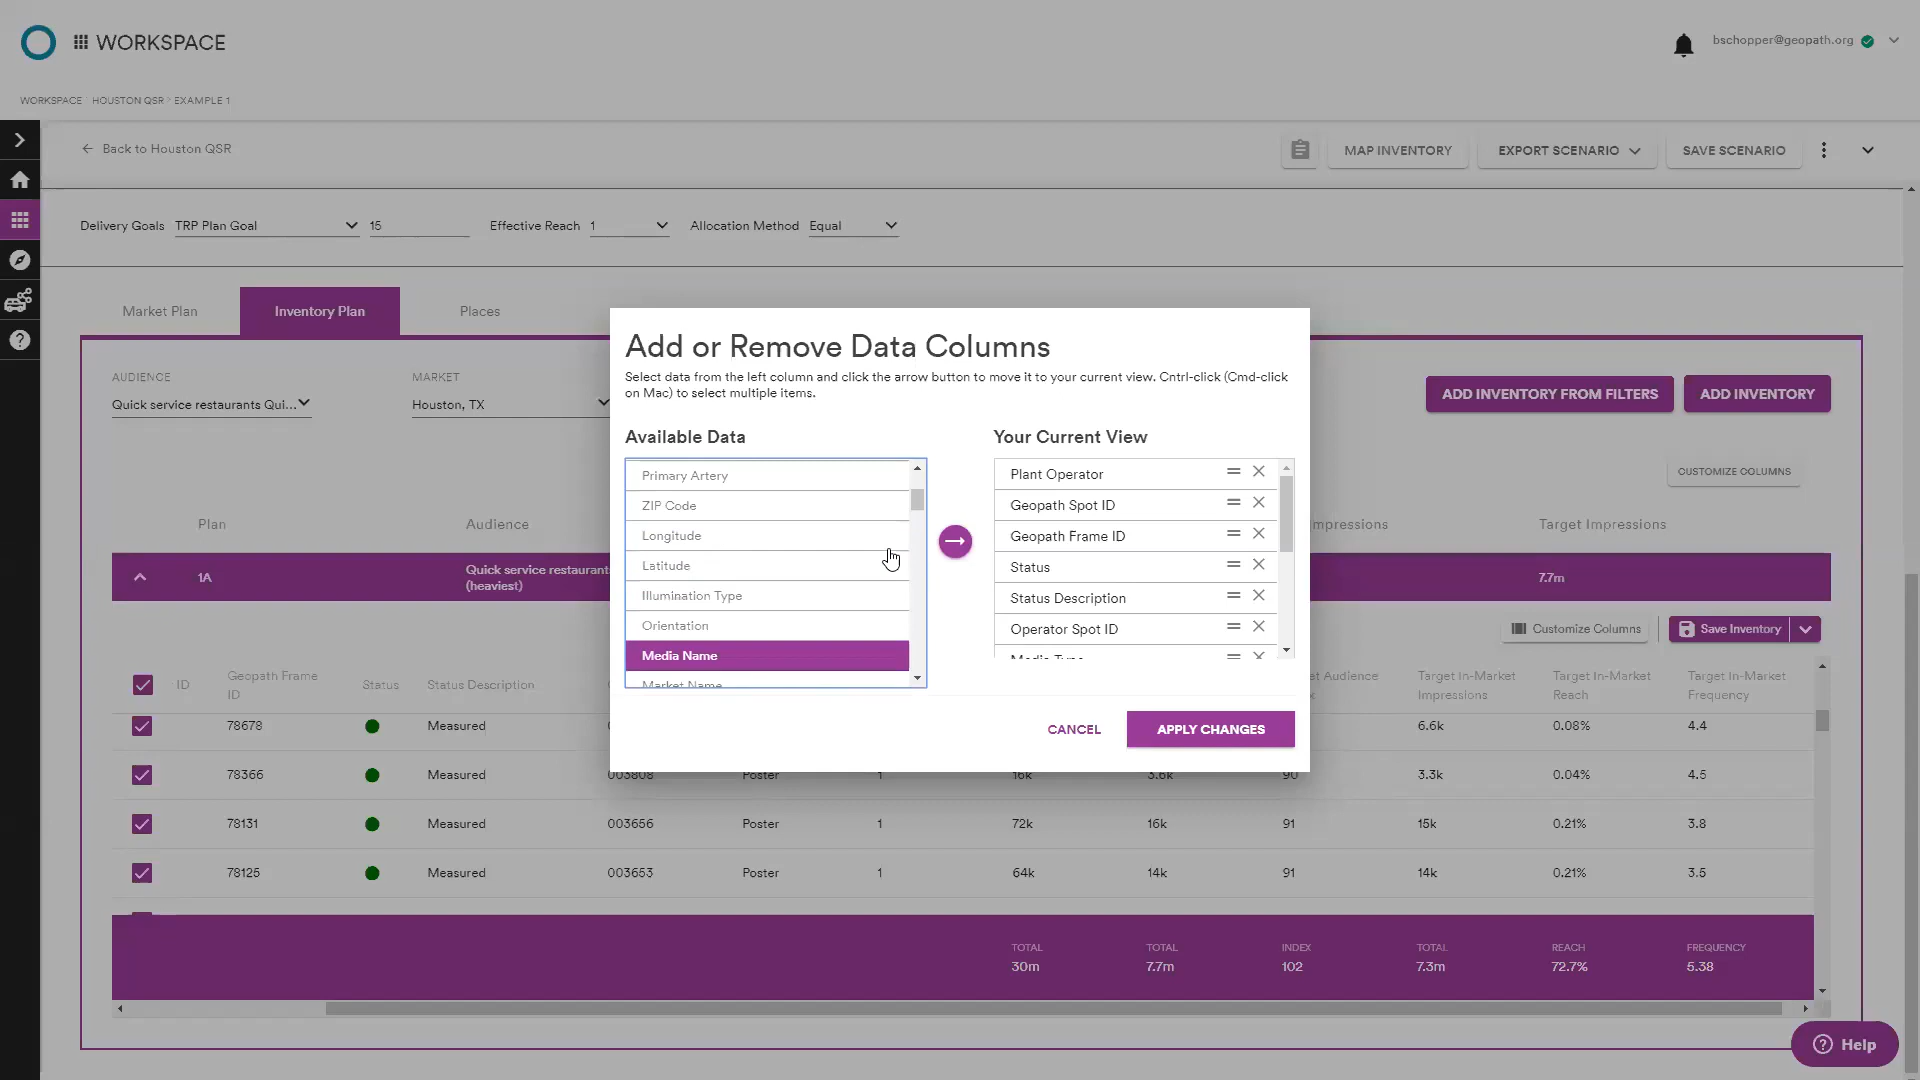 WORKSPACE
bschopper@geopath.org
WORKSPACE > HOUSTON QSR > EXAMPLE 1
Back to Houston QSR
MAP INVENTORY
EXPORT SCENARIO
SAVE SCENARIO
Delivery Goals TRP Plan Goal 15 Effective Reach 1 Allocation Method Equal
Market Plan
Inventory Plan
Places
AUDIENCE
Quick service restaurants Qui...
MARKET
Houston, TX
ADD INVENTORY FROM FILTERS
ADD INVENTORY
CUSTOMIZE COLUMNS
Plan Audience mpressions Target Impressions
1A Quick service restaurant 7.7m
(heaviest)
Customize Columns
Save Inventory
Add or Remove Data Columns
Select data from the left column and click the arrow button to move it to your current view. Cntrl-click (Cmd-click
on Mac) to select multiple items.
Available Data
Primary Artery
ZIP Code
Longitude
Latitude
Illumination Type
Orientation
Media Name
Market Name
Your Current View
Plant Operator
Geopath Spot ID
Geopath Frame ID
Status
Status Description
Operator Spot ID
Media Type
CANCEL
APPLY CHANGES
ID Geopath Frame ID Status Status Description et Audience Target In-Market Impressions Target In-Market Reach Target In-Market Frequency
78678 Measured 6.6k 0.08% 4.4
78366 Measured 003808 Poster 1 16k 3.6k 90 3.3k 0.04% 4.5
78131 Measured 003656 Poster 1 72k 16k 91 15k 0.21% 3.8
78125 Measured 003653 Poster 1 64k 14k 91 14k 0.21% 3.5
TOTAL TOTAL INDEX TOTAL REACH FREQUENCY
30m 7.7m 102 7.3m 72.7% 5.38
Help